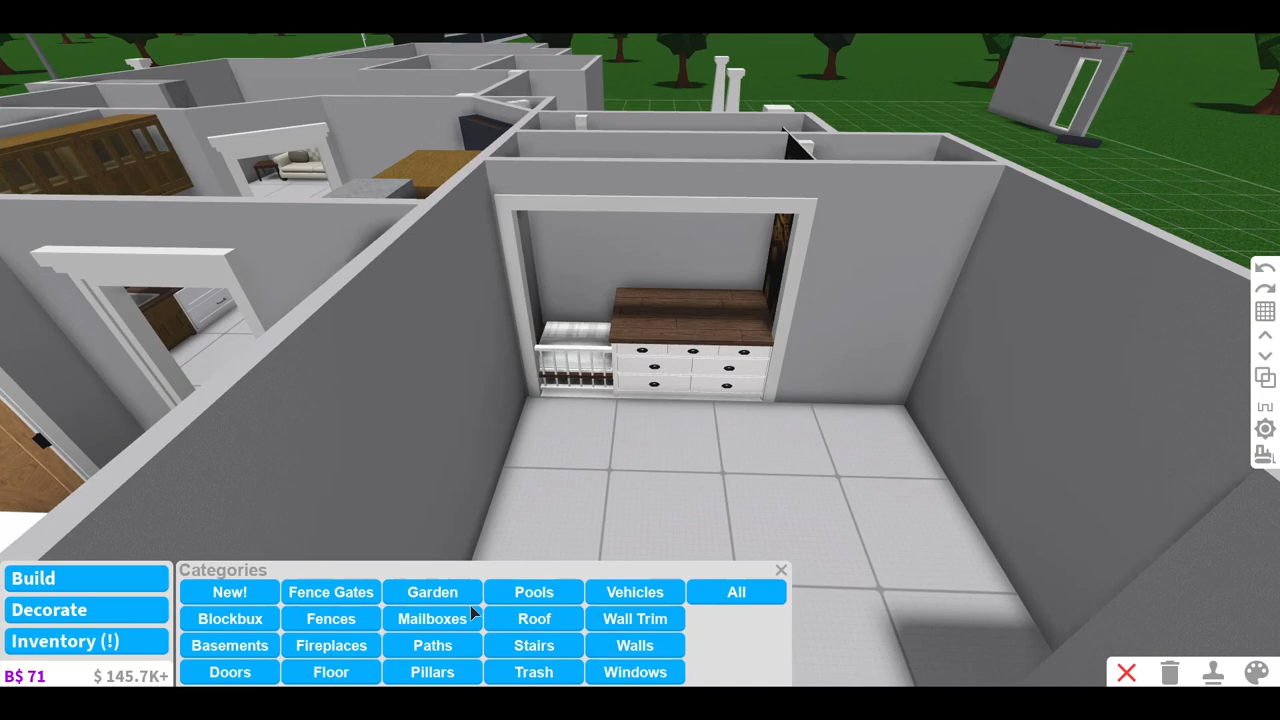 Build
Decorate
Inventory (!)
B$ 71 $ 145.7K+
Categories
New! Fence Gates Garden Pools Vehicles All
Blockbux Fences Mailboxes Roof Wall Trim
Basements Fireplaces Paths Stairs Walls
Doors Floor Pillars Trash Windows